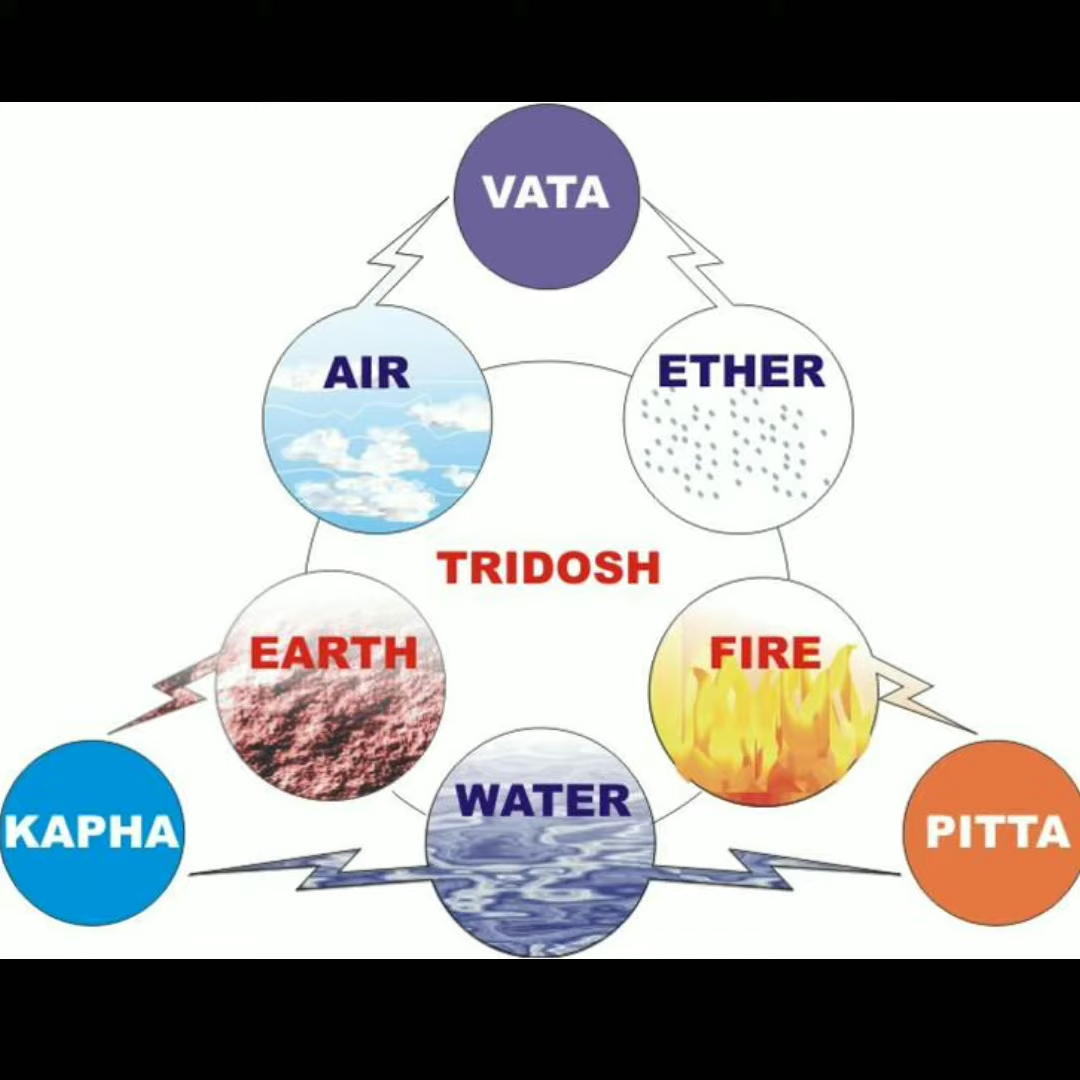 VATA
AIR
ETHER
TRIDOSH
EARTH
FIRE
WATER
KAPHA
PITTA